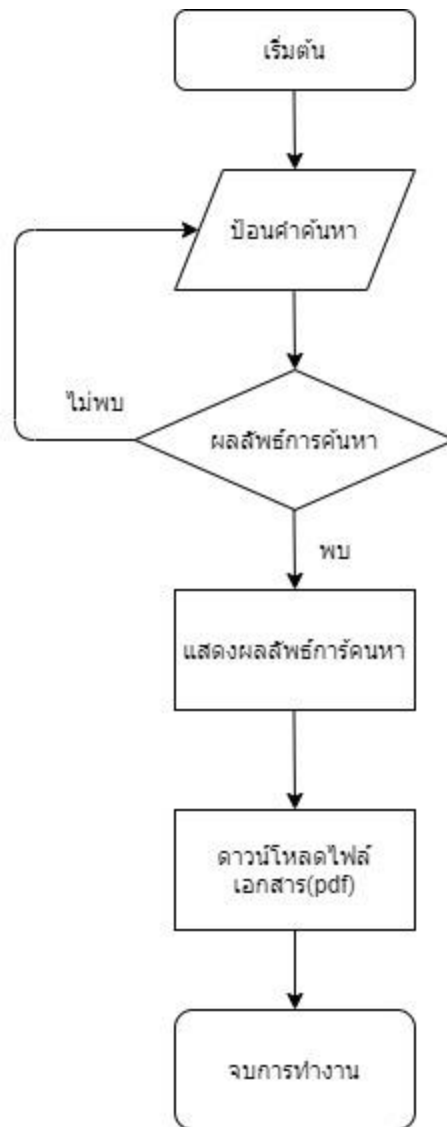 เริ่มต้น
ป้อนคำค้นหา
ไม่พบ
ผลลัพธ์การค้นหา
พบ
แสดงผลลัพธ์การ้คนหา
ดาวน์โหลดไฟล์
เอกสาร(pdf)
จบการทำงาน